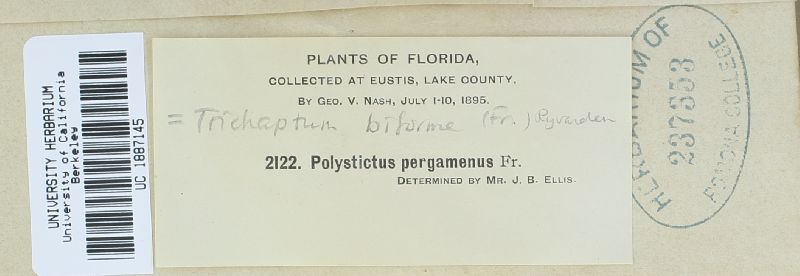 UNIVERSITY HERBARIUM
University of California
Berkeley
UC 1887145
PLANTS OF FLORIDA,
COLLECTED AT EUSTIS, LAKE COUNTY,
BY GEO. V. NASH, JULY 1-10, 1895.
= Trichaptum biforme (Fr.) Ryvarden
2122. Polystictus pergamenus Fr.
DETERMINED BY MR. J. B. ELLIS.
HERBARIUM OF
237353
POMONA COLLEGE